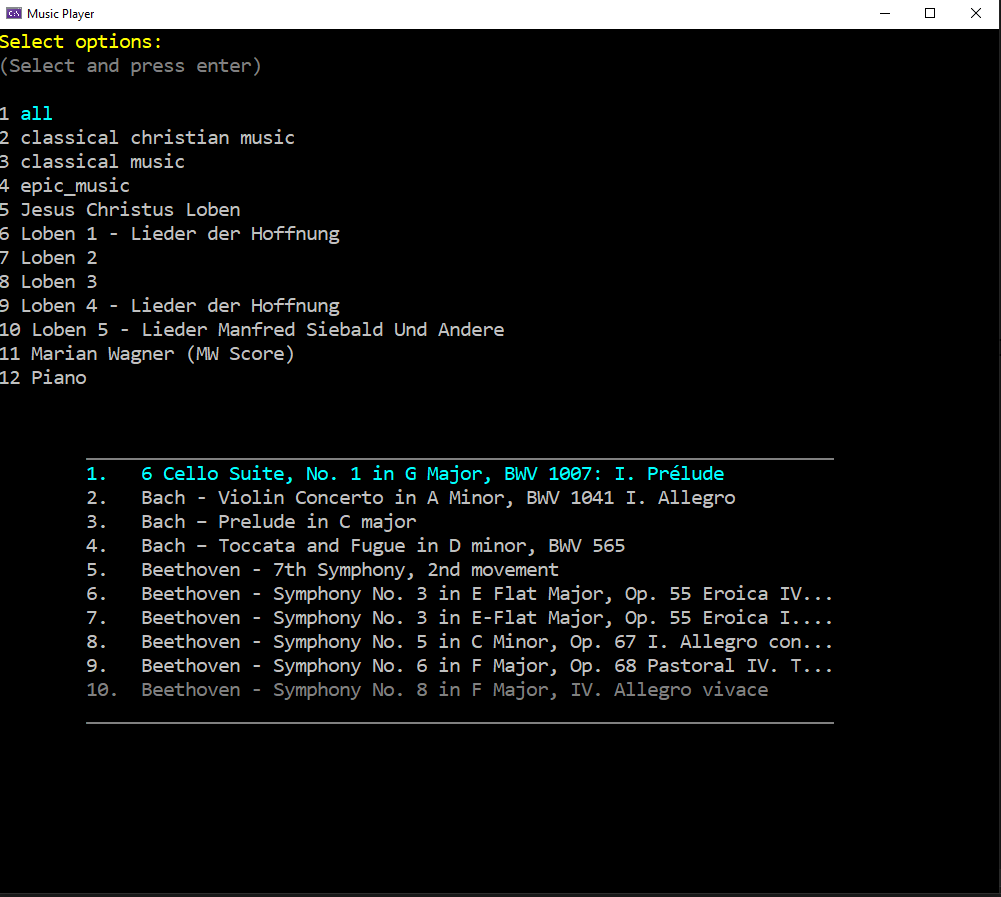 Music Player
Select options:
(Select and press enter)
1 all
2 classical christian music
3 classical music
4 epic_music
5 Jesus Christus Loben
6 Loben 1 - Lieder der Hoffnung
7 Loben 2
8 Loben 3
9 Loben 4 - Lieder der Hoffnung
10 Loben 5 - Lieder Manfred Siebald Und Andere
11 Marian Wagner (MW Score)
12 Piano
1. 6 Cello Suite, No. 1 in G Major, BWV 1007: I. Prélude
2. Bach - Violin Concerto in A Minor, BWV 1041 I. Allegro
3. Bach – Prelude in C major
4. Bach – Toccata and Fugue in D minor, BWV 565
5. Beethoven - 7th Symphony, 2nd movement
6. Beethoven - Symphony No. 3 in E Flat Major, Op. 55 Eroica IV...
7. Beethoven - Symphony No. 3 in E-Flat Major, Op. 55 Eroica I....
8. Beethoven - Symphony No. 5 in C Minor, Op. 67 I. Allegro con...
9. Beethoven - Symphony No. 6 in F Major, Op. 68 Pastoral IV. T...
10. Beethoven - Symphony No. 8 in F Major, IV. Allegro vivace